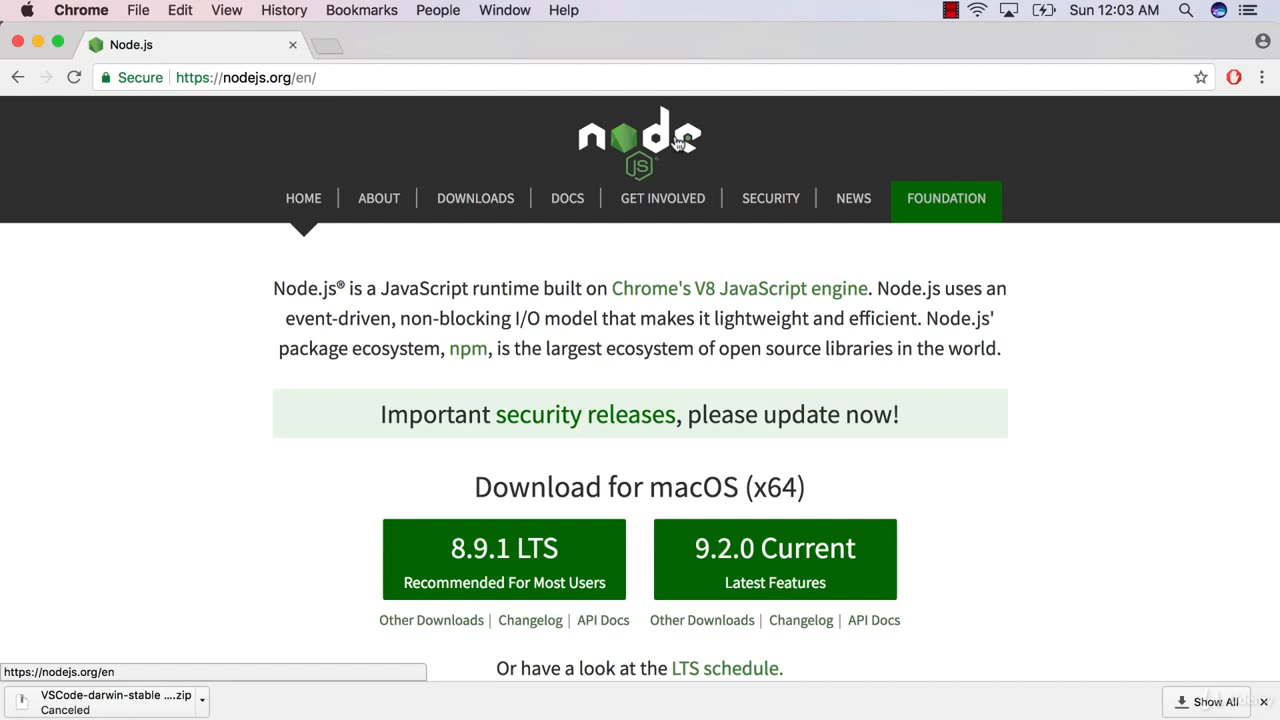 Chrome File Edit View History Bookmarks People Window Help Sun 12:03 AM
Node.js
Secure https://nodejs.org/en/
node
JS
HOME ABOUT DOWNLOADS DOCS GET INVOLVED SECURITY NEWS FOUNDATION
Node.js® is a JavaScript runtime built on Chrome's V8 JavaScript engine. Node.js uses an
event-driven, non-blocking I/O model that makes it lightweight and efficient. Node.js'
package ecosystem, npm, is the largest ecosystem of open source libraries in the world.
Important security releases, please update now!
Download for macOS (x64)
8.9.1 LTS
Recommended For Most Users
9.2.0 Current
Latest Features
Other Downloads | Changelog | API Docs
Other Downloads | Changelog | API Docs
Or have a look at the LTS schedule.
https://nodejs.org/en
VSCode-darwin-stable ....zip
Canceled
Show All